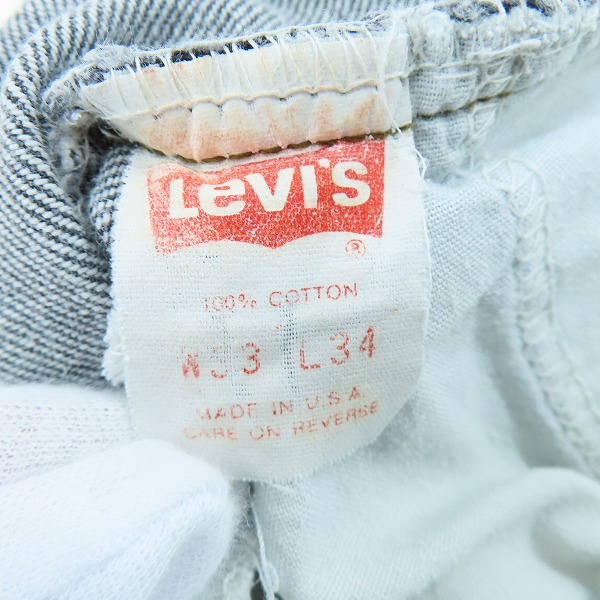 Levi's
®
100% COTTON
W33 L34
MADE IN U.S.A.
CARE ON REVERSE